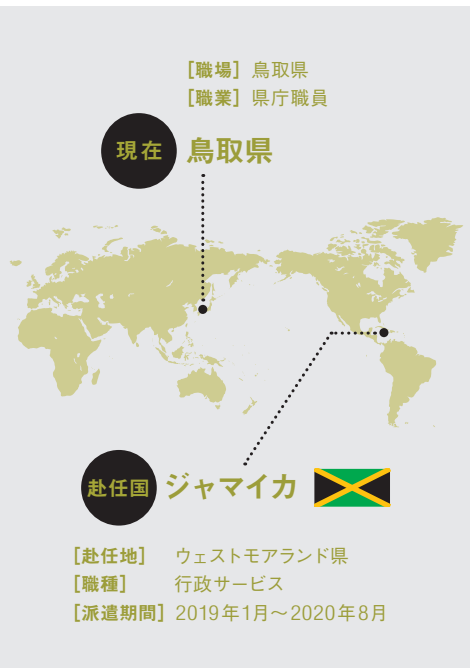 [職場] 鳥取県
[職業] 県庁職員
現在 鳥取県
赴任国 ジャマイカ
[赴任地] ウェストモアランド県
[職種] 行政サービス
[派遣期間] 2019年1月〜2020年8月